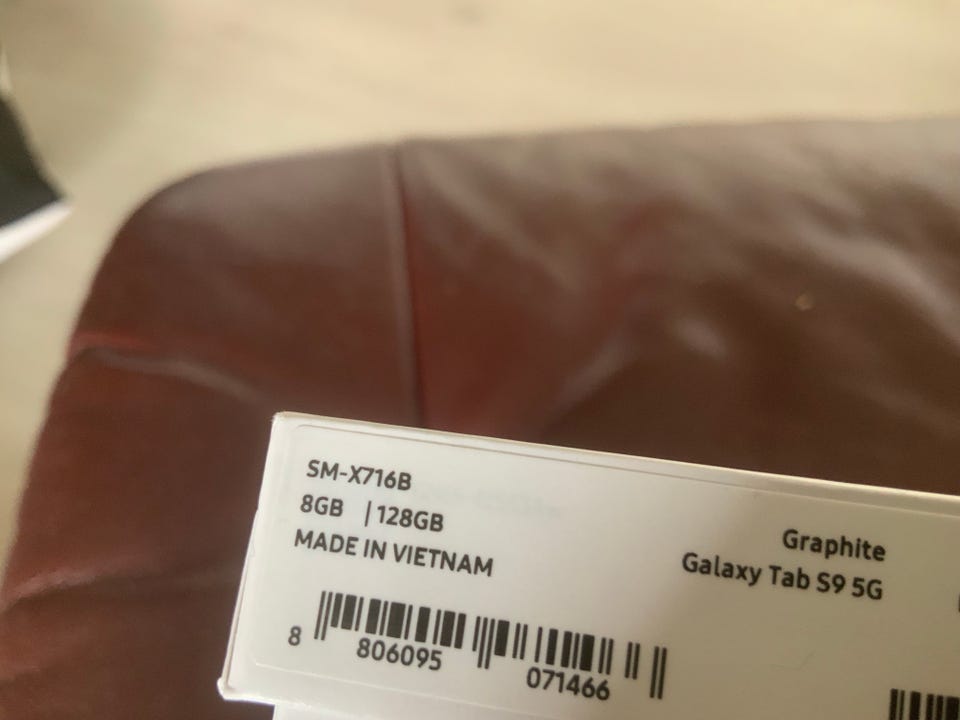 SM-X716B
8GB | 128GB
MADE IN VIETNAM
Graphite
Galaxy Tab S9 5G
8 806095 071466